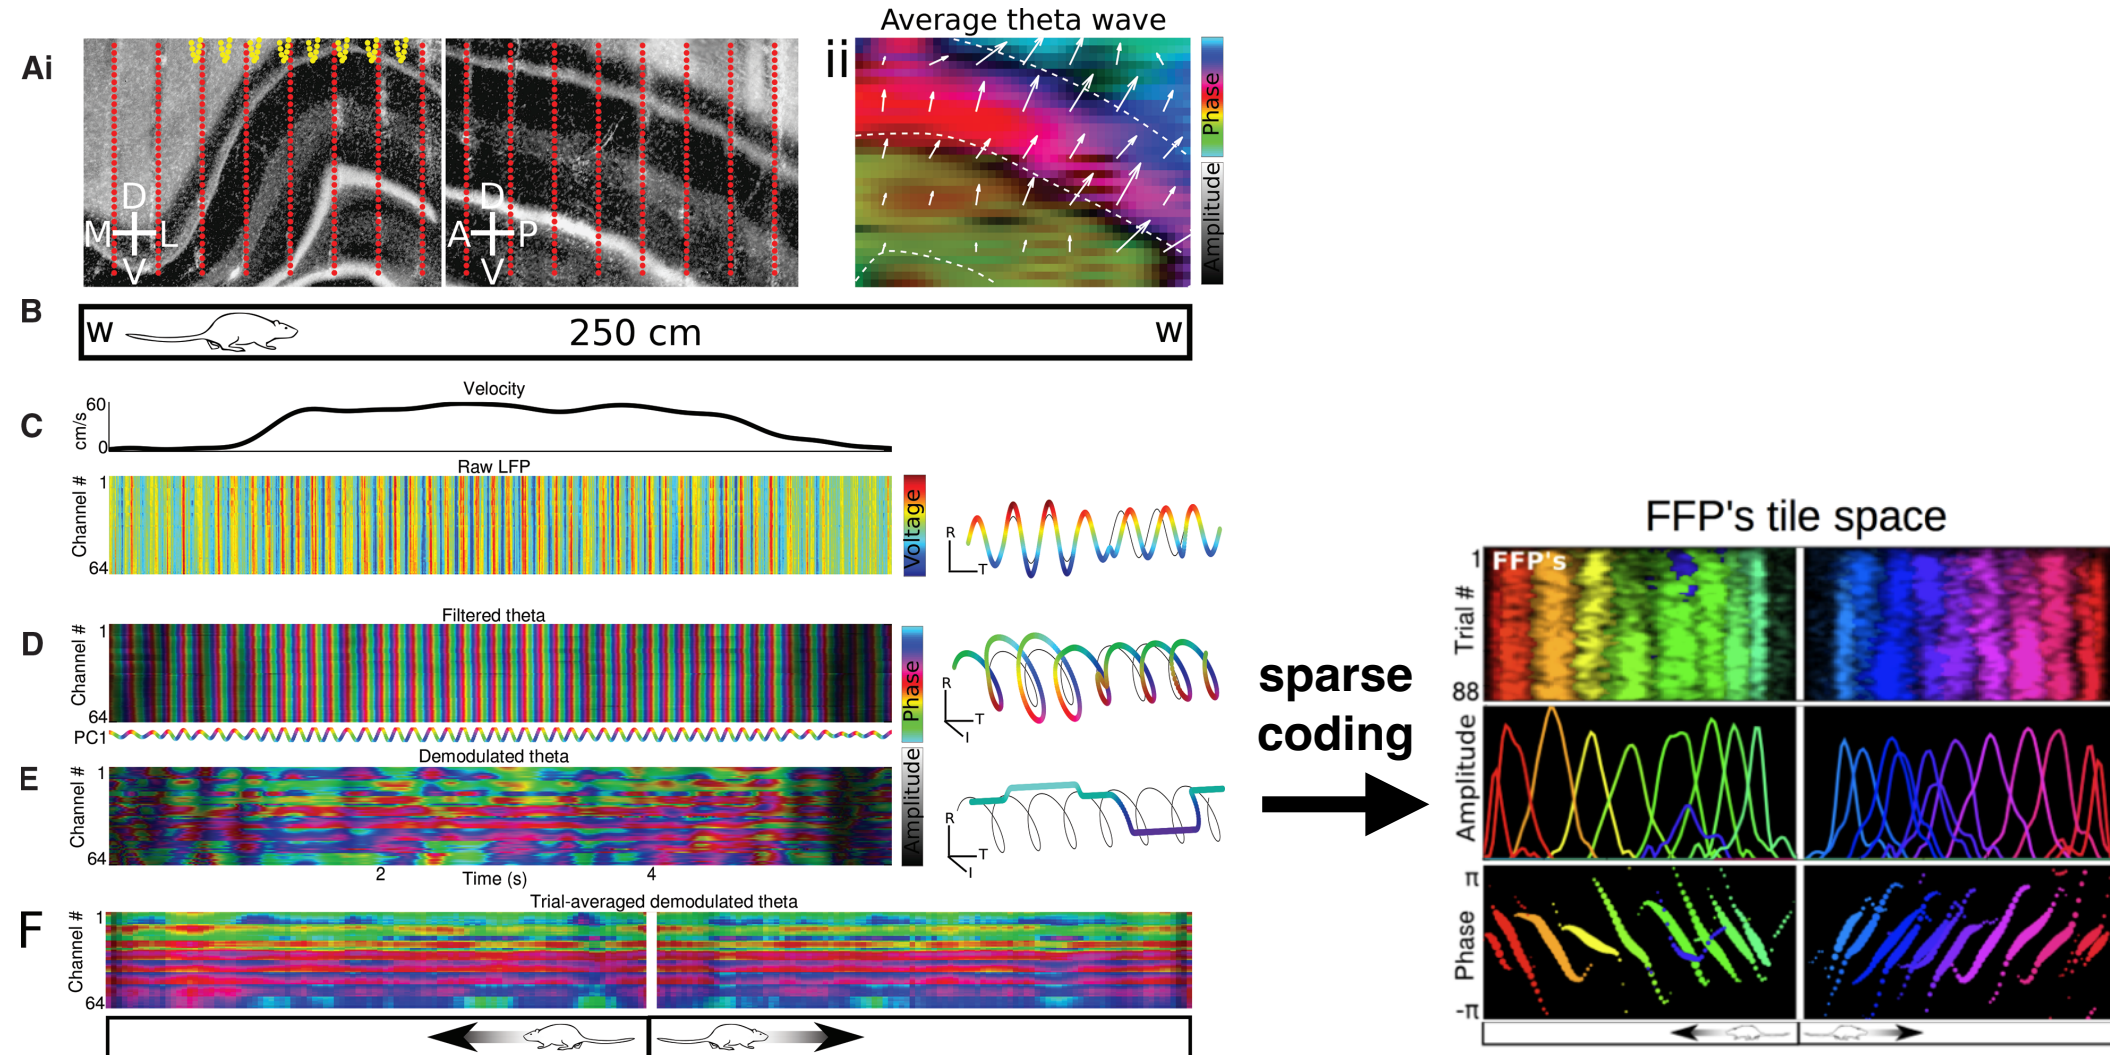 Ai
D
M
L
V
D
A
P
V
ii
Average theta wave
Phase
Amplitude
B
w
250 cm
w
C
Velocity
60
cm/s
0
Raw LFP
1
Channel #
64
Voltage
R
T
D
Filtered theta
1
Channel #
64
PC1
Phase
R
T
I
E
Demodulated theta
1
Channel #
64
Amplitude
2
4
Time (s)
R
T
I
F
Trial-averaged demodulated theta
1
Channel #
64
sparse
coding
FFP's tile space
FFP's
1
Trial #
88
Amplitude
π
Phase
-π